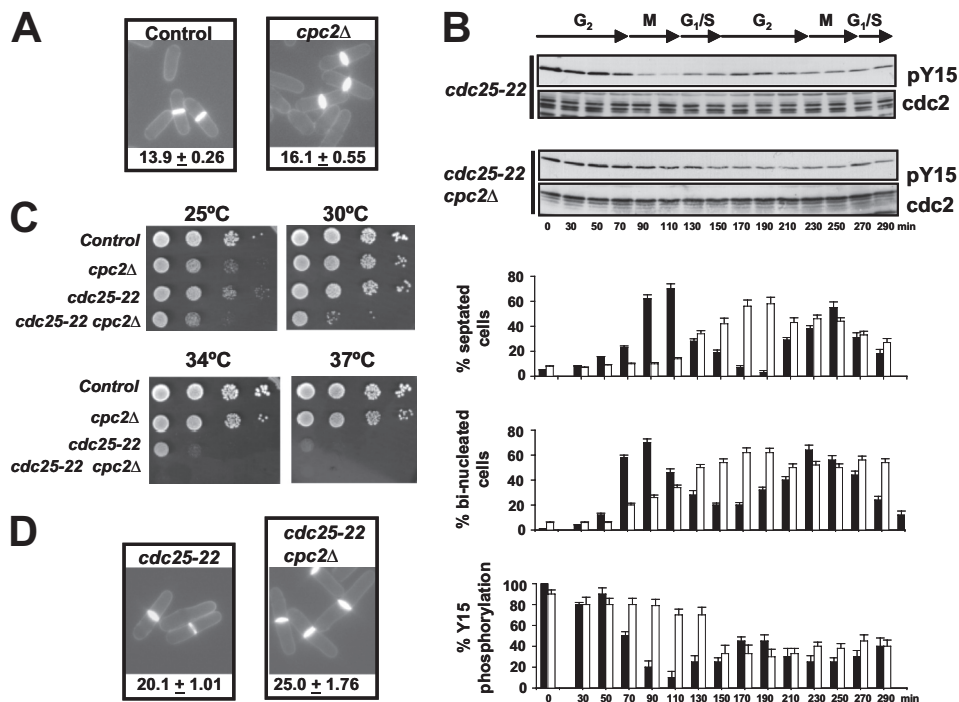 A
Control
cpc2Δ
13.9 ± 0.26
16.1 ± 0.55
B
G2 M G1/S G2 M G1/S
cdc25-22
pY15
cdc2
cdc25-22
cpc2Δ
pY15
cdc2
0 30 50 70 90 110 130 150 170 190 210 230 250 270 290 min
80
60
40
20
0
% septated
cells
80
60
40
20
0
% bi-nucleated
cells
100
80
60
40
20
0
% Y15
phosphorylation
0 30 50 70 90 110 130 150 170 190 210 230 250 270 290 min
C
25ºC
30ºC
Control
cpc2Δ
cdc25-22
cdc25-22 cpc2Δ
34ºC
37ºC
Control
cpc2Δ
cdc25-22
cdc25-22 cpc2Δ
D
cdc25-22
cdc25-22
cpc2Δ
20.1 ± 1.01
25.0 ± 1.76